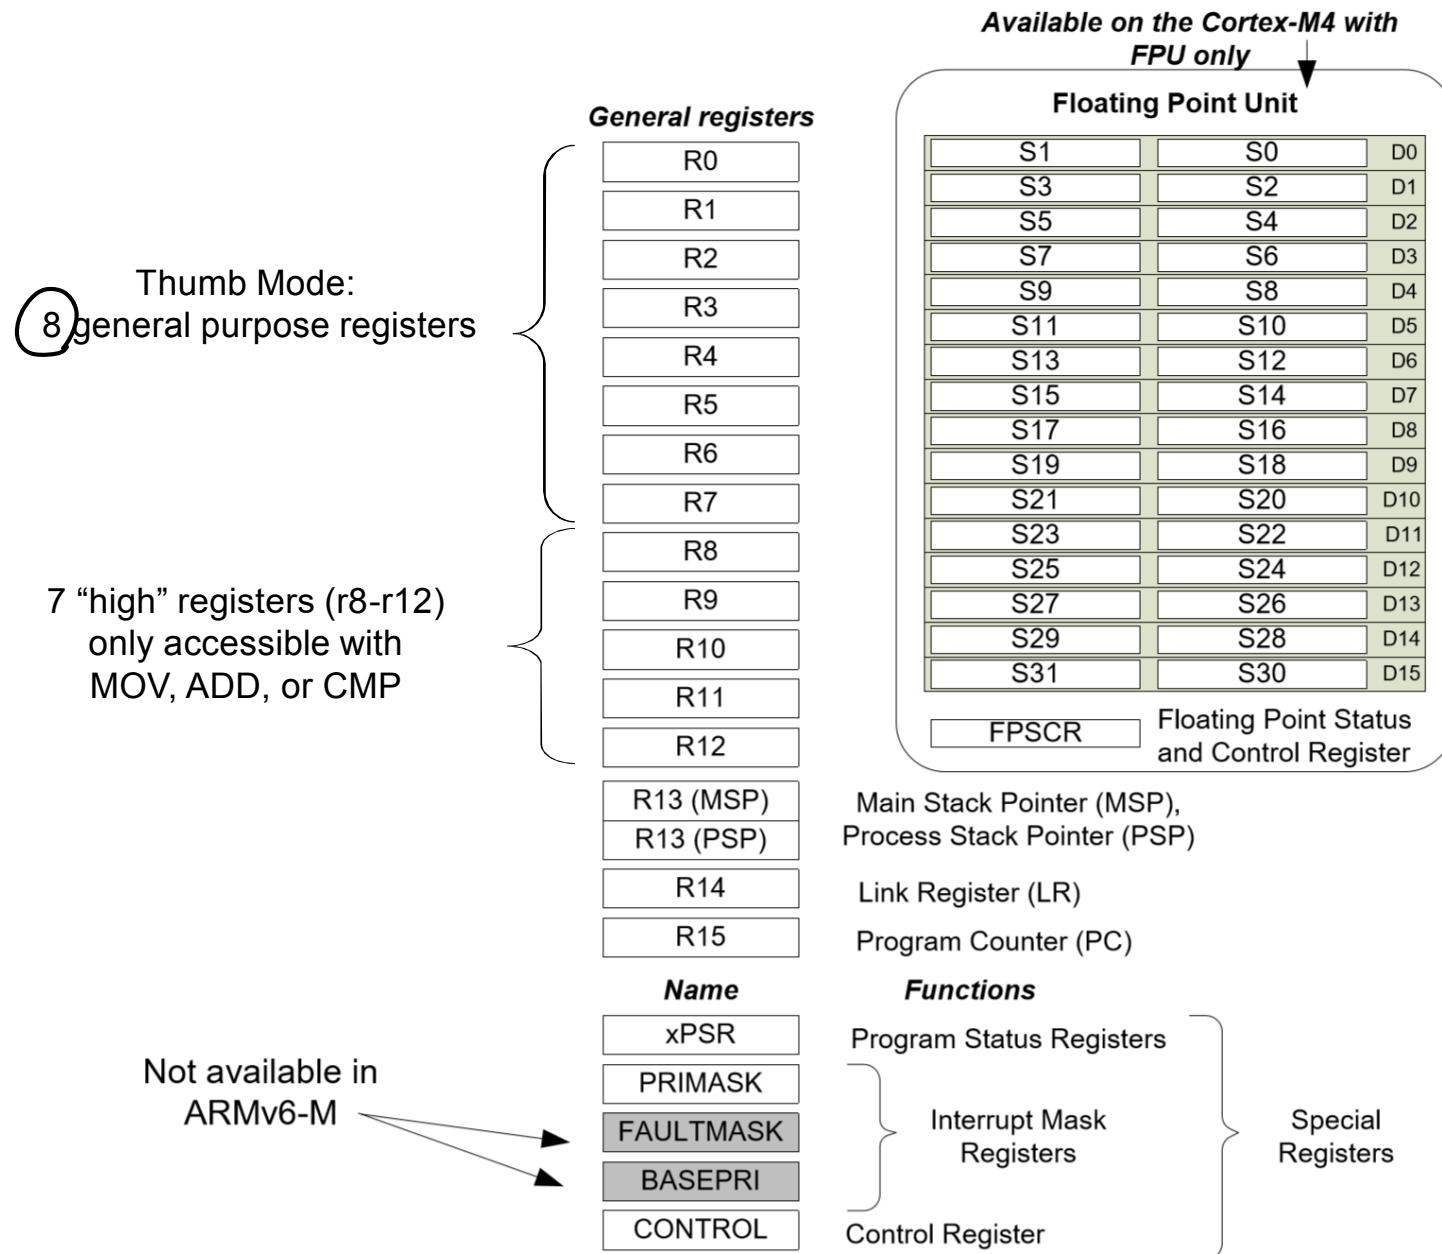 Available on the Cortex-M4 with
FPU only
Floating Point Unit
S1 S0 D0
S3 S2 D1
S5 S4 D2
S7 S6 D3
S9 S8 D4
S11 S10 D5
S13 S12 D6
S15 S14 D7
S17 S16 D8
S19 S18 D9
S21 S20 D10
S23 S22 D11
S25 S24 D12
S27 S26 D13
S29 S28 D14
S31 S30 D15
FPSCR
Floating Point Status
and Control Register
General registers
R0
R1
R2
R3
R4
R5
R6
R7
R8
R9
R10
R11
R12
Thumb Mode:
8 general purpose registers
7 “high” registers (r8-r12)
only accessible with
MOV, ADD, or CMP
R13 (MSP)
R13 (PSP)
Main Stack Pointer (MSP),
Process Stack Pointer (PSP)
R14 Link Register (LR)
R15 Program Counter (PC)
Name Functions
xPSR Program Status Registers
PRIMASK
FAULTMASK
BASEPRI
Interrupt Mask
Registers
CONTROL Control Register
Special
Registers
Not available in
ARMv6-M